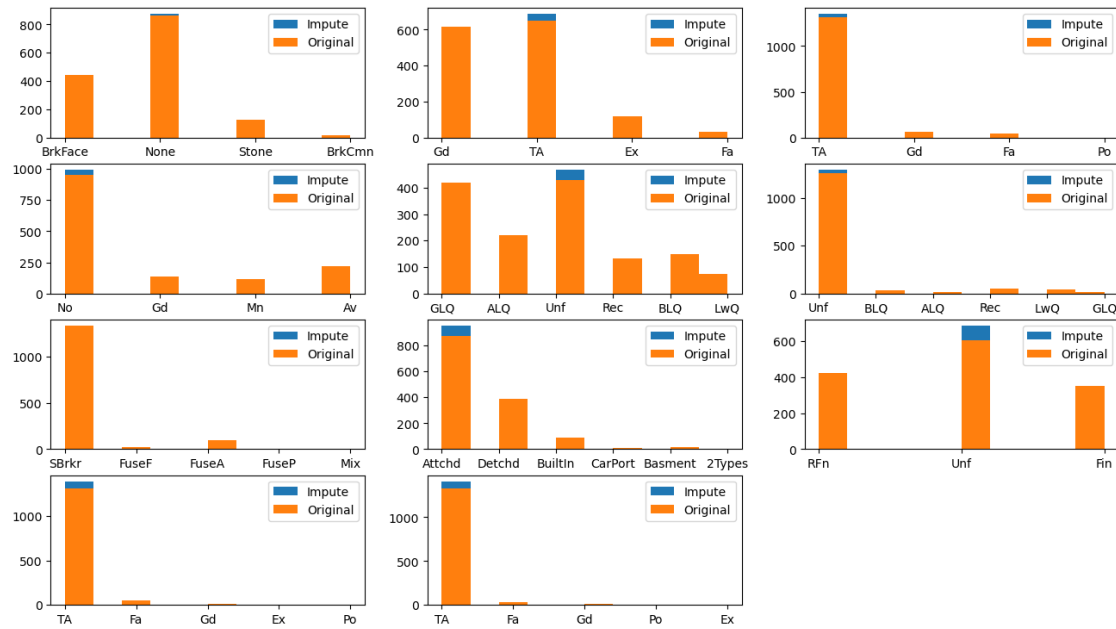 800
600
400
200
0
BrkFace None Stone BrkCmn
Impute
Original
600
400
200
0
Gd TA Ex Fa
Impute
Original
1000
500
0
TA Gd Fa Po
Impute
Original
1000
750
500
250
0
No Gd Mn Av
Impute
Original
400
300
200
100
0
GLQ ALQ Unf Rec BLQ LwQ
Impute
Original
1000
500
0
Unf BLQ ALQ Rec LwQ GLQ
Impute
Original
1000
500
0
SBrkr FuseF FuseA FuseP Mix
Impute
Original
800
600
400
200
0
Attchd Detchd BuiltIn CarPort Basment 2Types
Impute
Original
600
400
200
0
RFn Unf Fin
Impute
Original
1000
500
0
TA Fa Gd Ex Po
Impute
Original
1000
500
0
TA Fa Gd Po Ex
Impute
Original